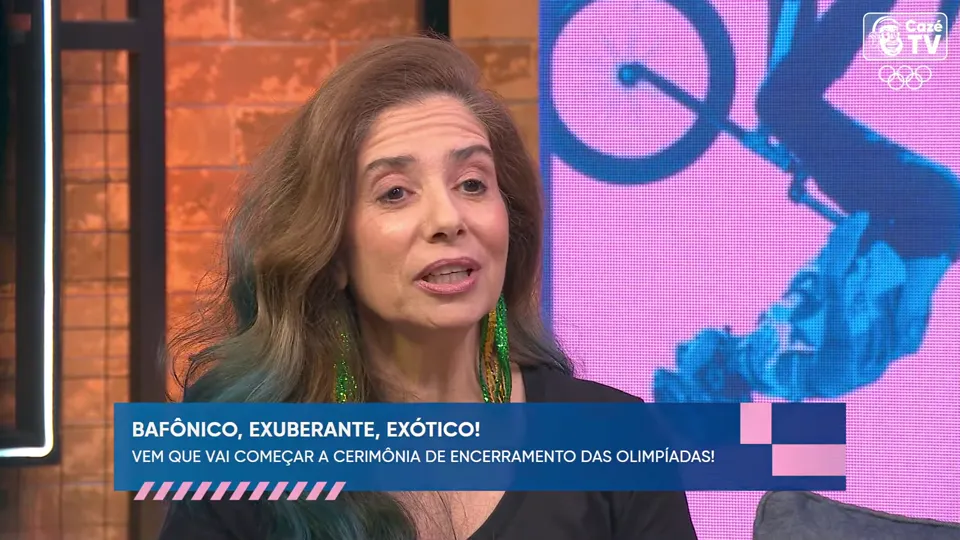 Cazé
TV
BAFÔNICO, EXUBERANTE, EXÓTICO!
VEM QUE VAI COMEÇAR A CERIMÔNIA DE ENCERRAMENTO DAS OLIMPÍADAS!